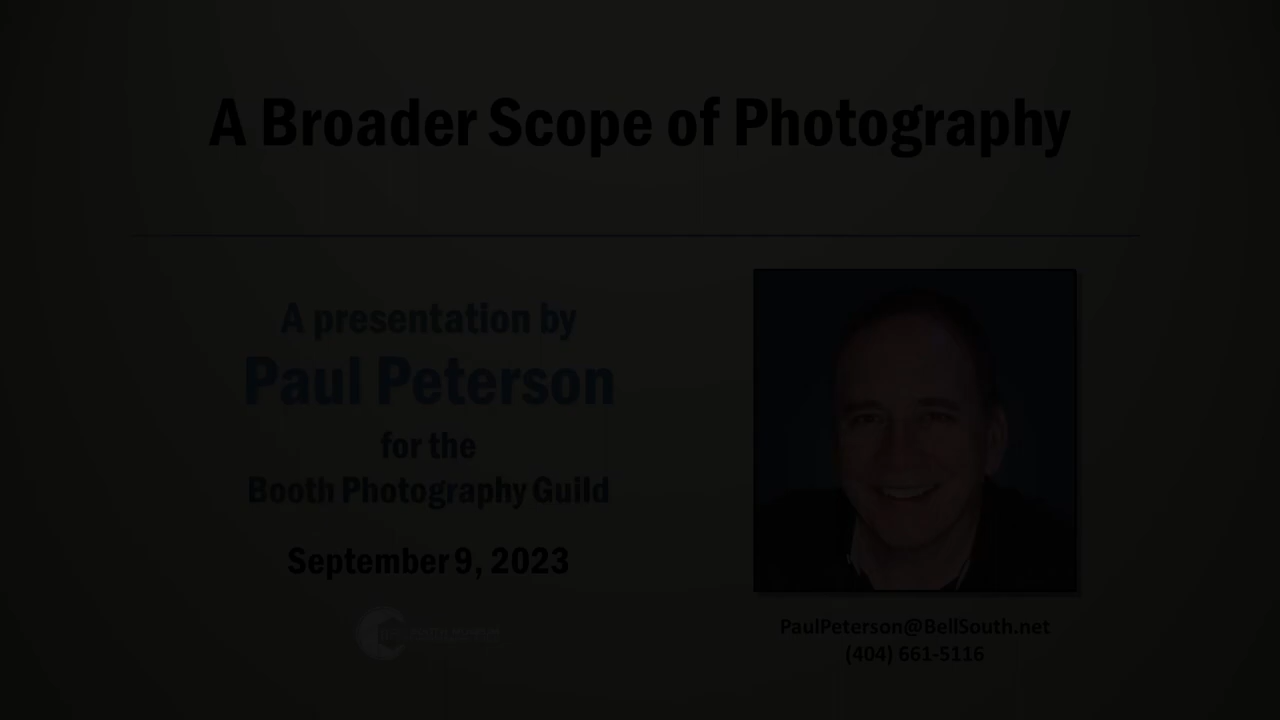 A Broader Scope of Photography
A presentation by
Paul Peterson
for the
Booth Photography Guild
September 9, 2023
PaulPeterson@BellSouth.net
(404) 661-5116